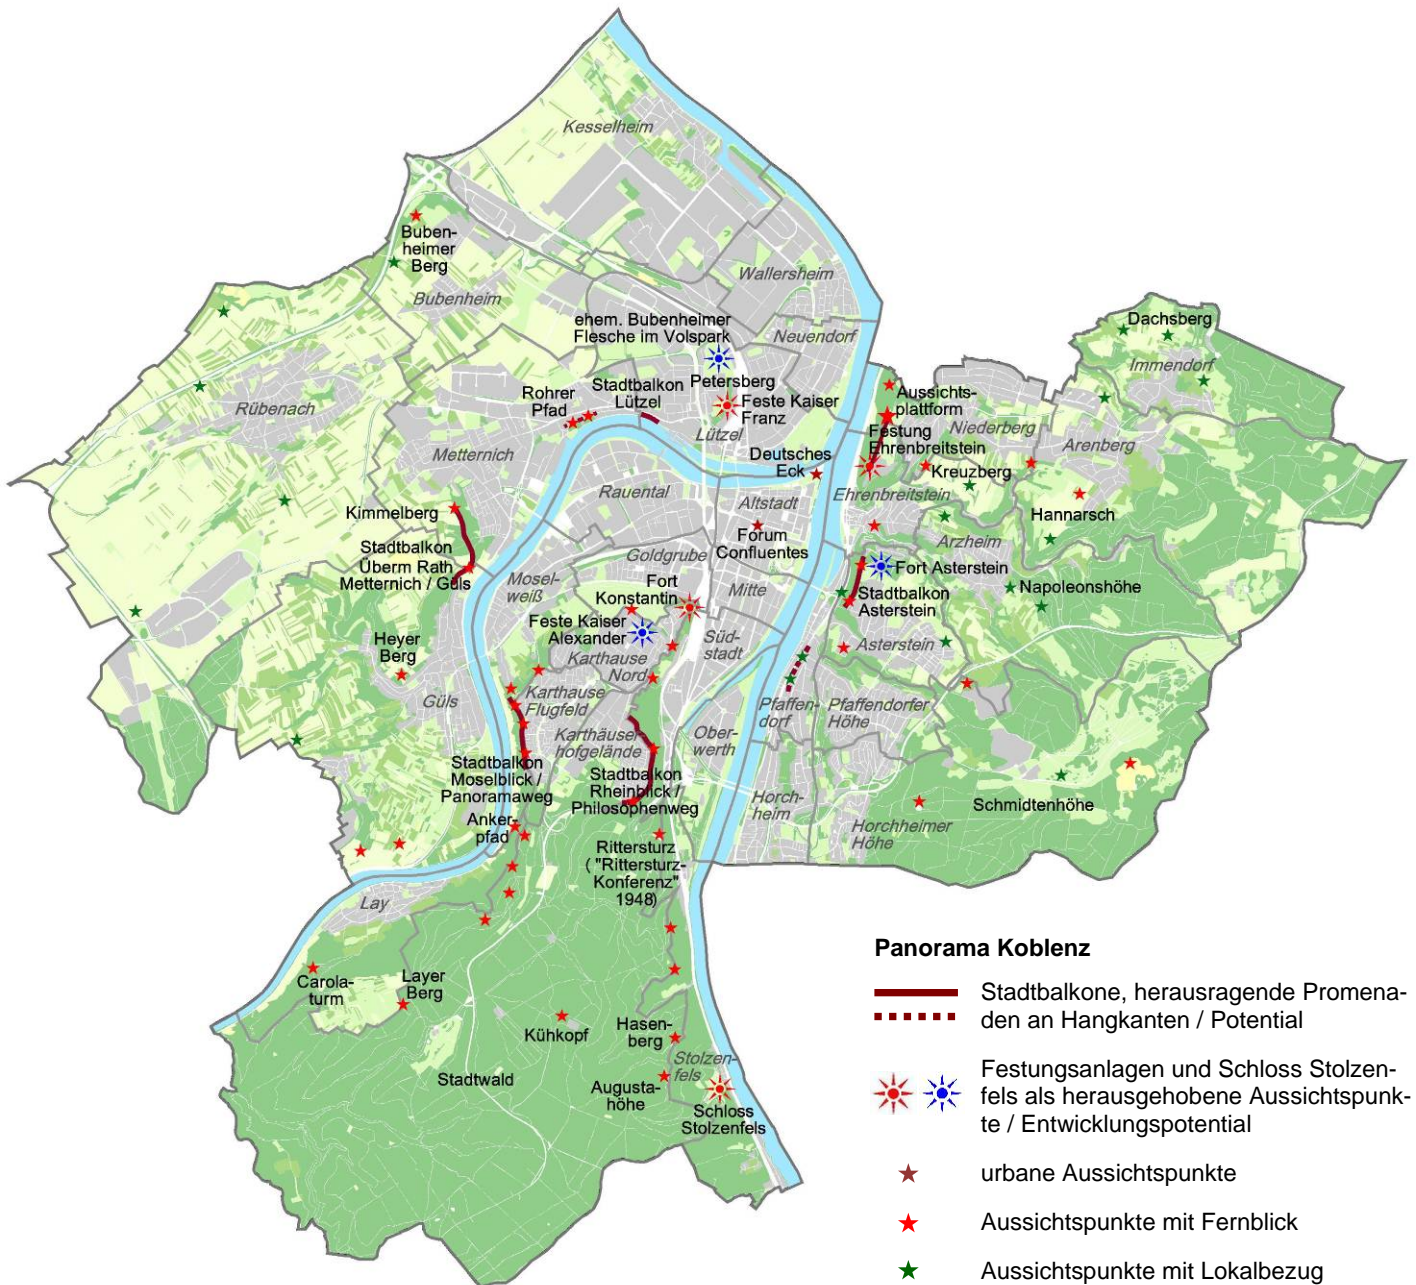 Kesselheim
Wallersheim
Neuendorf
Buben-
heimer
Berg
Bubenheim
ehem. Bubenheimer
Flesche im Volspark
Petersberg
Feste Kaiser
Franz
Lützel
Rohrer
Pfad
Stadtbalkon
Lützel
Rübenach
Metternich
Rauental
Deutsches
Eck
Altstadt
Forum
Confluentes
Aussichts-
plattform
Festung
Ehrenbreitstein
Niederberg
Kreuzberg
Ehrenbreitstein
Dachsberg
Immendorf
Arenberg
Hannarsch
Arzheim
Napoleonshöhe
Fort Asterstein
Stadtbalkon
Asterstein
Asterstein
Kimmelberg
Stadtbalkon
Überm Rath
Metternich / Güls
Heyer
Berg
Güls
Mosel-
weiß
Goldgrube
Fort
Konstantin
Feste Kaiser
Alexander
Mitte
Süd-
stadt
Karthause
Nord
Karthause
Flugfeld
Karthäuser
hofgelände
Ober-
werth
Pfaffen-
dorf
Pfaffendorfer
Höhe
Stadtbalkon
Moselblick /
Panoramaweg
Stadtbalkon
Rheinblick /
Philosophenweg
Horch-
heim
Horchheimer
Höhe
Schmidtenhöhe
Anker-
pfad
Rittersturz
( "Rittersturz-
Konferenz"
1948)
Lay
Carola-
turm
Layer
Berg
Kühkopf
Stadtwald
Hasen-
berg
Stolzen-
fels
Augusta-
höhe
Schloss
Stolzenfels
Panorama Koblenz
Stadtbalkone, herausragende Promena-
den an Hangkanten / Potential
Festungsanlagen und Schloss Stolzen-
fels als herausgehobene Aussichtspunk-
te / Entwicklungspotential
urbane Aussichtspunkte
Aussichtspunkte mit Fernblick
Aussichtspunkte mit Lokalbezug